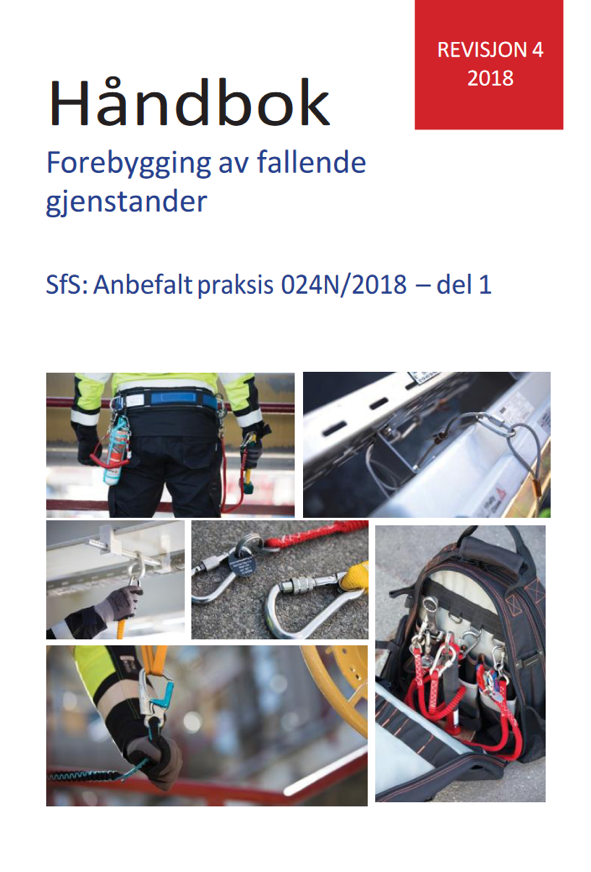 REVISJON 4
2018
Håndbok
Forebygging av fallende
gjenstander
SfS: Anbefalt praksis 024N/2018 – del 1